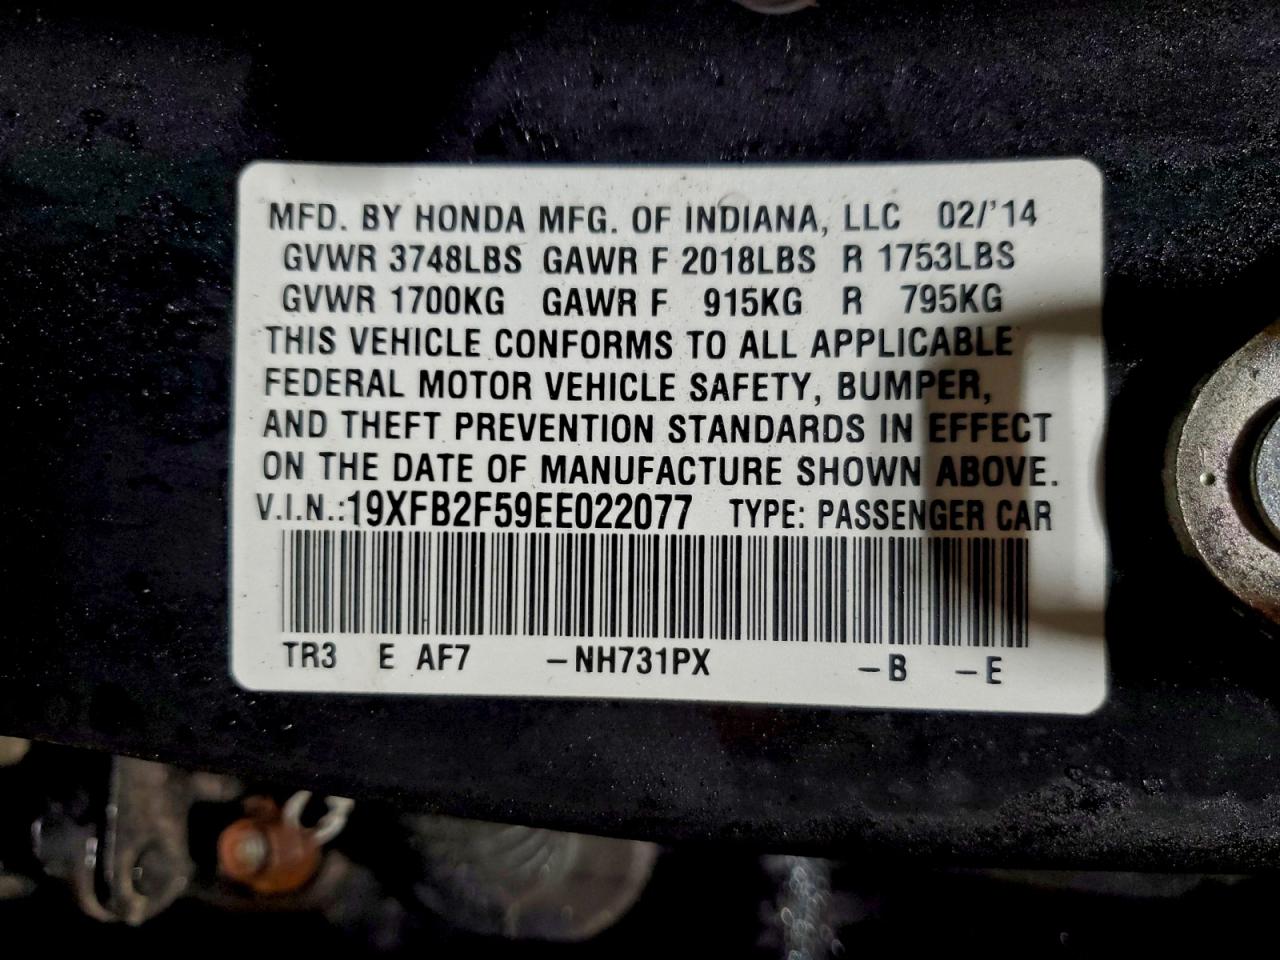 MFD. BY HONDA MFG. OF INDIANA, LLC 02/'14
GVWR 3748LBS GAWR F 2018LBS R 1753LBS
GVWR 1700KG GAWR F 915KG R 795KG
THIS VEHICLE CONFORMS TO ALL APPLICABLE
FEDERAL MOTOR VEHICLE SAFETY, BUMPER,
AND THEFT PREVENTION STANDARDS IN EFFECT
ON THE DATE OF MANUFACTURE SHOWN ABOVE.
V.I.N.:19XFB2F59EE022077 TYPE: PASSENGER CAR
TR3 E AF7 –NH731PX –B –E